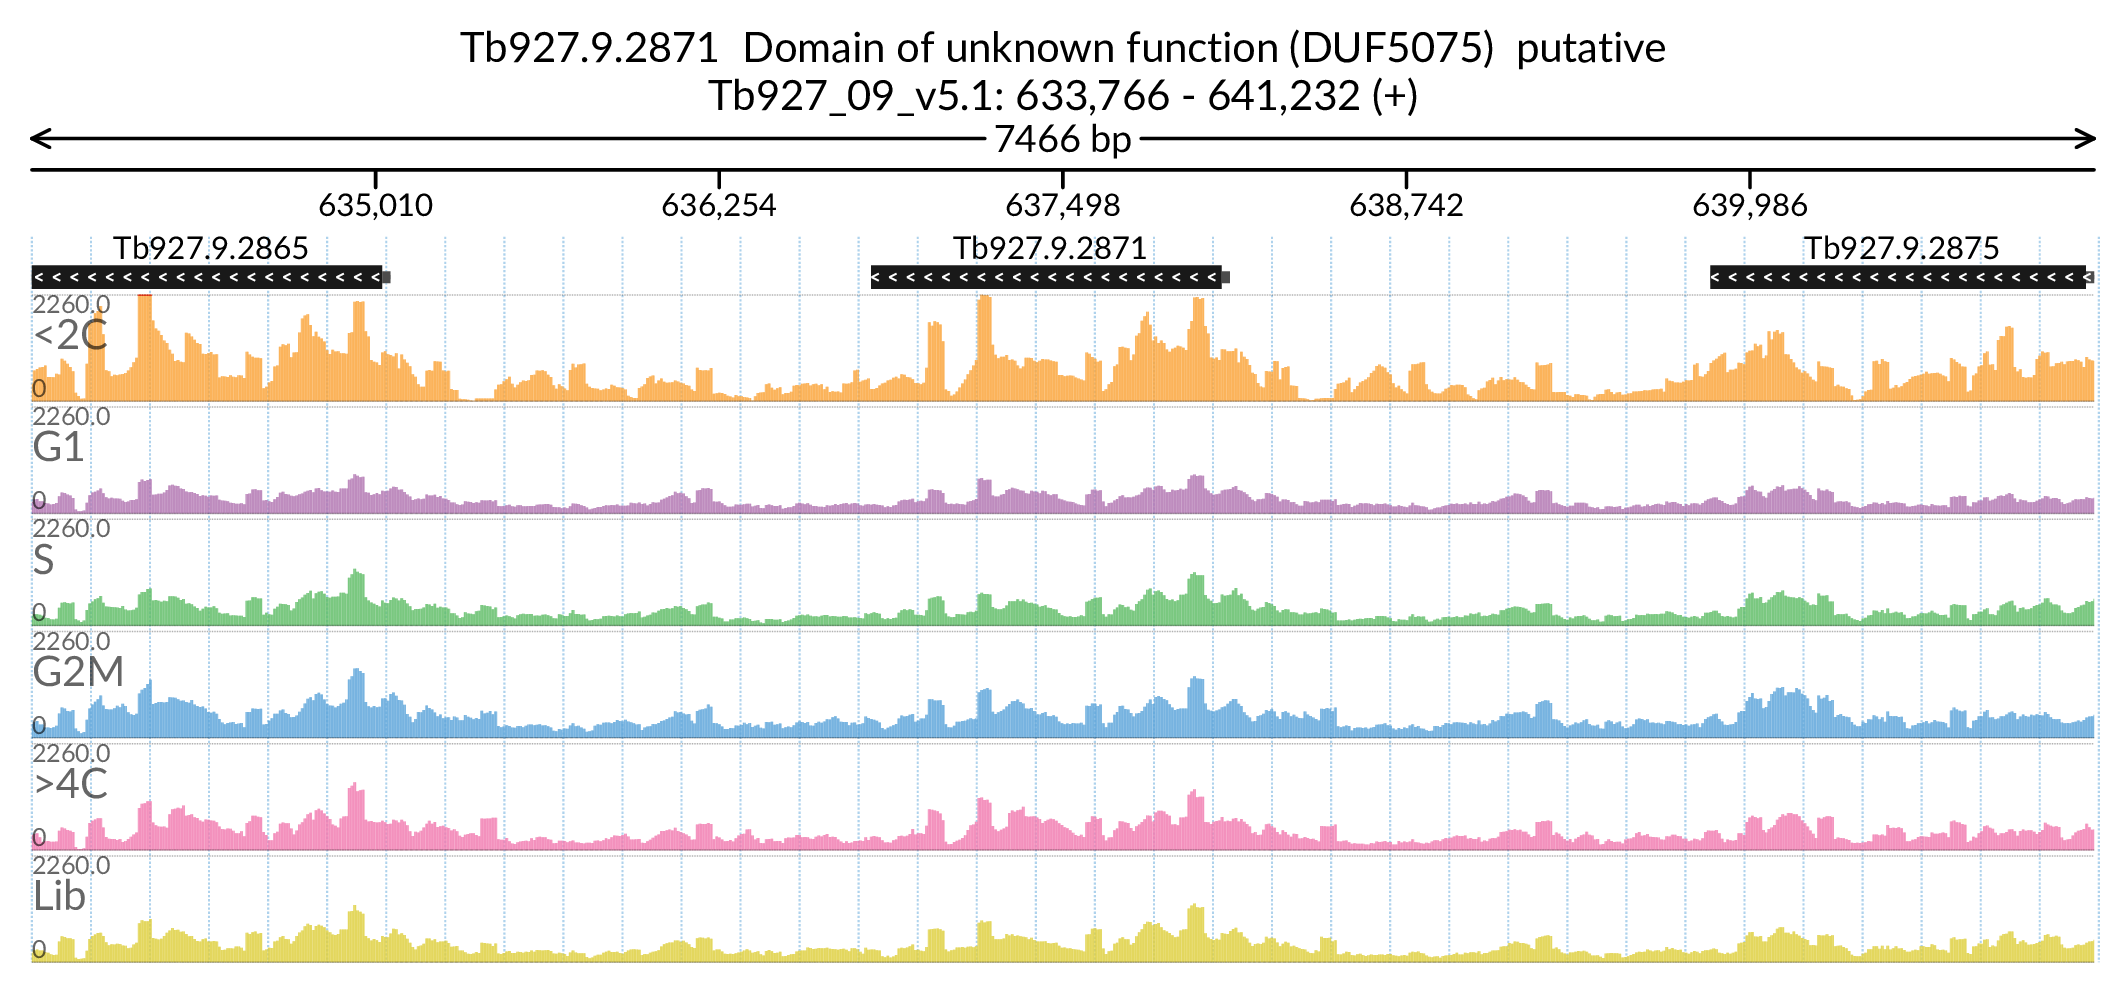 Tb927.9.2871  Domain of unknown function (DUF5075)  putative
Tb927_09_v5.1: 633,766 - 641,232 (+)
7466 bp
635,010 636,254 637,498 638,742 639,986
Tb927.9.2865 Tb927.9.2871 Tb927.9.2875
2260.0
<2C
0
2260.0
G1
0
2260.0
S
0
2260.0
G2M
0
2260.0
>4C
0
2260.0
Lib
0